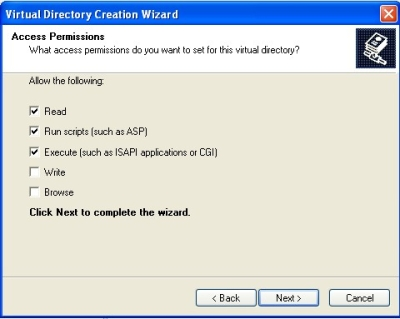 Virtual Directory Creation Wizard
Access Permissions
What access permissions do you want to set for this virtual directory?
Allow the following:
Read
Run scripts (such as ASP)
Execute (such as ISAPI applications or CGI)
Write
Browse
Click Next to complete the wizard.
< Back
Next >
Cancel